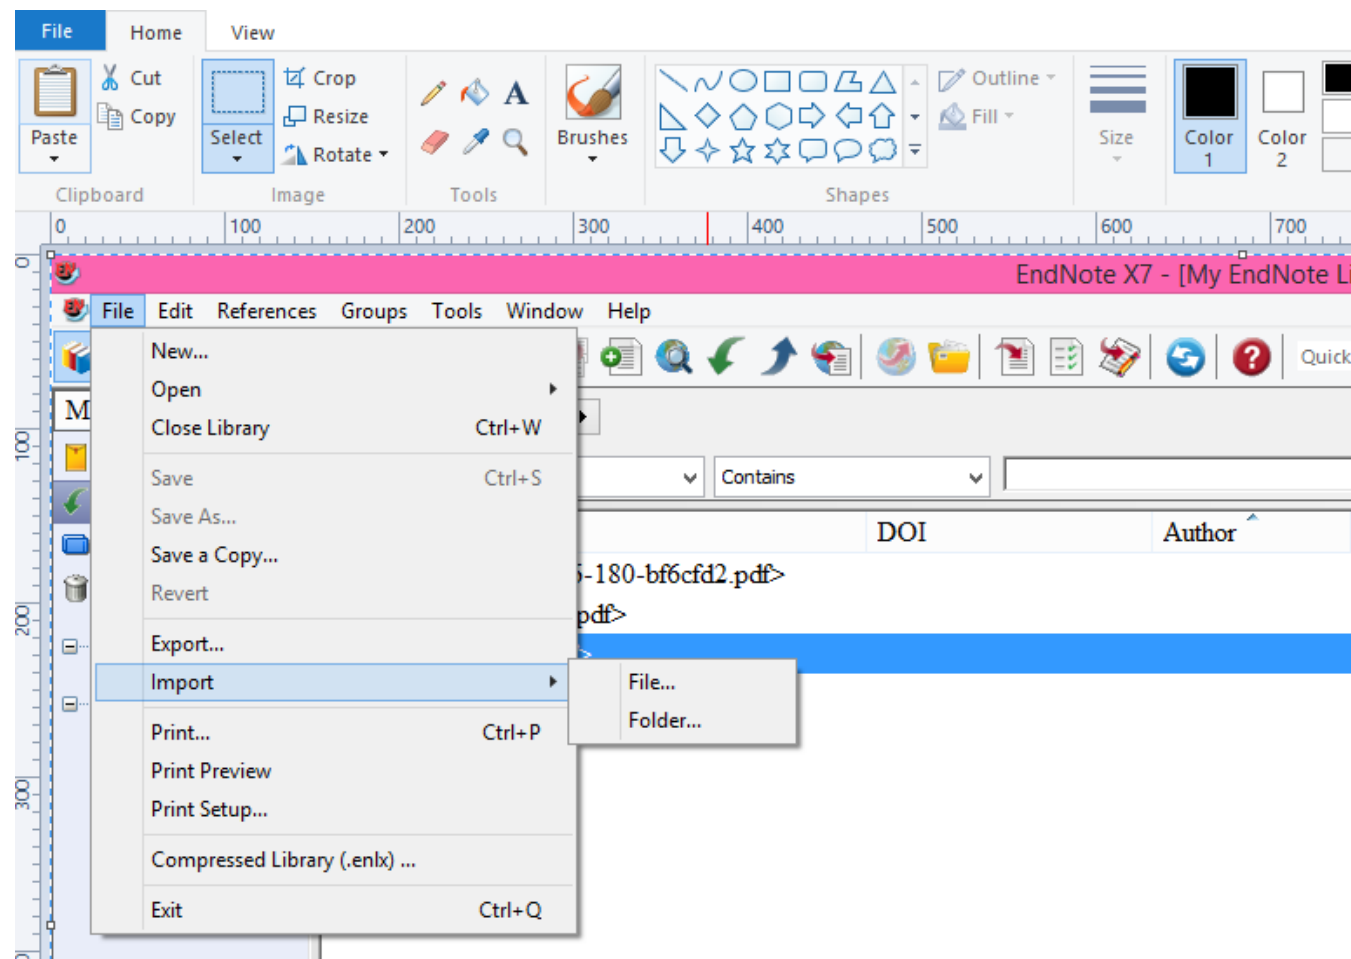 File Home View
Paste
Cut
Copy
Clipboard
Select
Crop
Resize
Rotate
Image
Tools
Brushes
Shapes
Outline
Fill
Size
Color 1
Color 2
0 100 200 300 400 500 600 700
0
100
200
300
EndNote X7 - [My EndNote Li
File Edit References Groups Tools Window Help
Quick
M
New...
Open
Close Library Ctrl+W
Save Ctrl+S
Save As...
Save a Copy...
Revert
Export...
Import
File...
Folder...
Print... Ctrl+P
Print Preview
Print Setup...
Compressed Library (.enlx) ...
Exit Ctrl+Q
Contains
DOI Author
-180-bf6cfd2.pdf>
pdf>
>